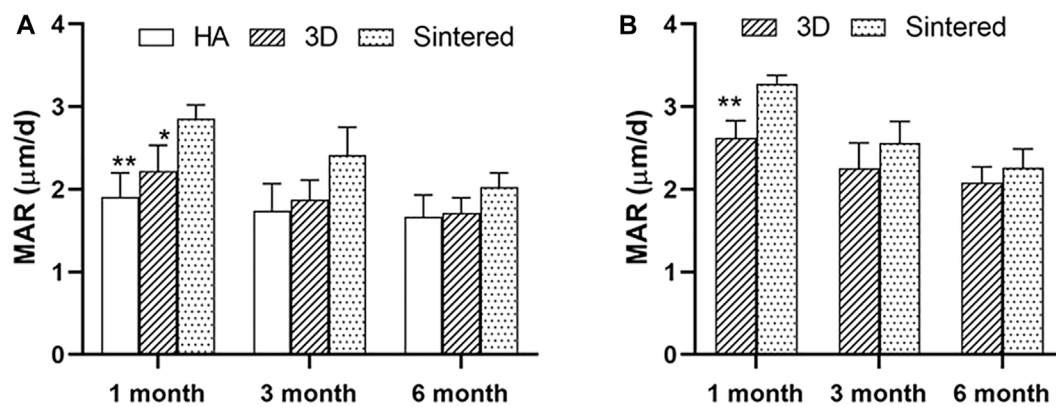 A
HA 3D Sintered
MAR (μm/d)
4
3
2
1
0
** *
1 month 3 month 6 month
B
3D Sintered
MAR (μm/d)
4
3
2
1
0
**
1 month 3 month 6 month